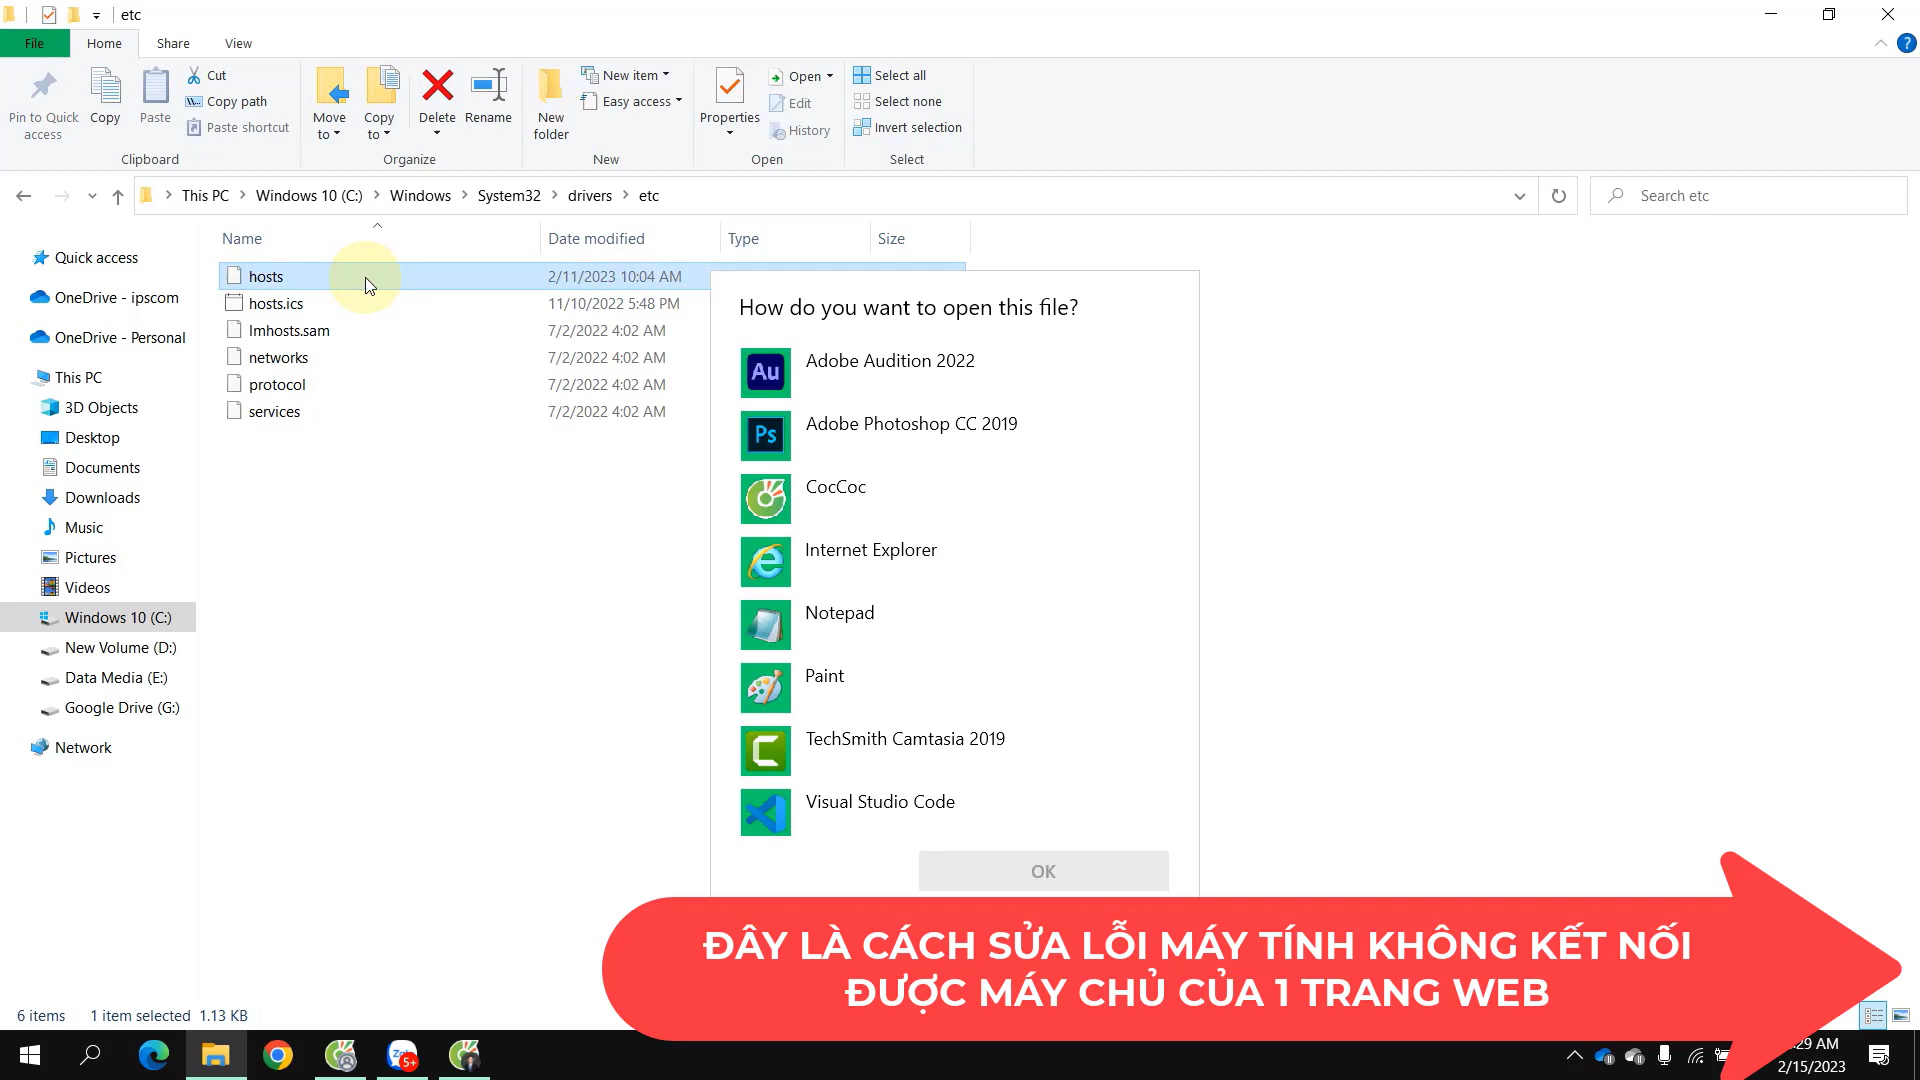 etc
File Home Share View
Pin to Quick access
Copy
Paste
Cut
Copy path
Paste shortcut
Clipboard
Move to
Copy to
Delete
Rename
Organize
New folder
New item
Easy access
New
Properties
Open
Edit
History
Open
Select all
Select none
Invert selection
Select
This PC Windows 10 (C:) Windows System32 drivers etc
Search etc
Quick access
OneDrive - ipscom
OneDrive - Personal
This PC
3D Objects
Desktop
Documents
Downloads
Music
Pictures
Videos
Windows 10 (C:)
New Volume (D:)
Data Media (E:)
Google Drive (G:)
Network
Name Date modified Type Size
hosts 2/11/2023 10:04 AM
hosts.ics 11/10/2022 5:48 PM
lmhosts.sam 7/2/2022 4:02 AM
networks 7/2/2022 4:02 AM
protocol 7/2/2022 4:02 AM
services 7/2/2022 4:02 AM
How do you want to open this file?
Au Adobe Audition 2022
Ps Adobe Photoshop CC 2019
CocCoc
Internet Explorer
Notepad
Paint
TechSmith Camtasia 2019
Visual Studio Code
OK
ĐÂY LÀ CÁCH SỬA LỖI MÁY TÍNH KHÔNG KẾT NỐI
ĐƯỢC MÁY CHỦ CỦA 1 TRANG WEB
6 items 1 item selected 1.13 KB
5+
:29 AM
2/15/2023